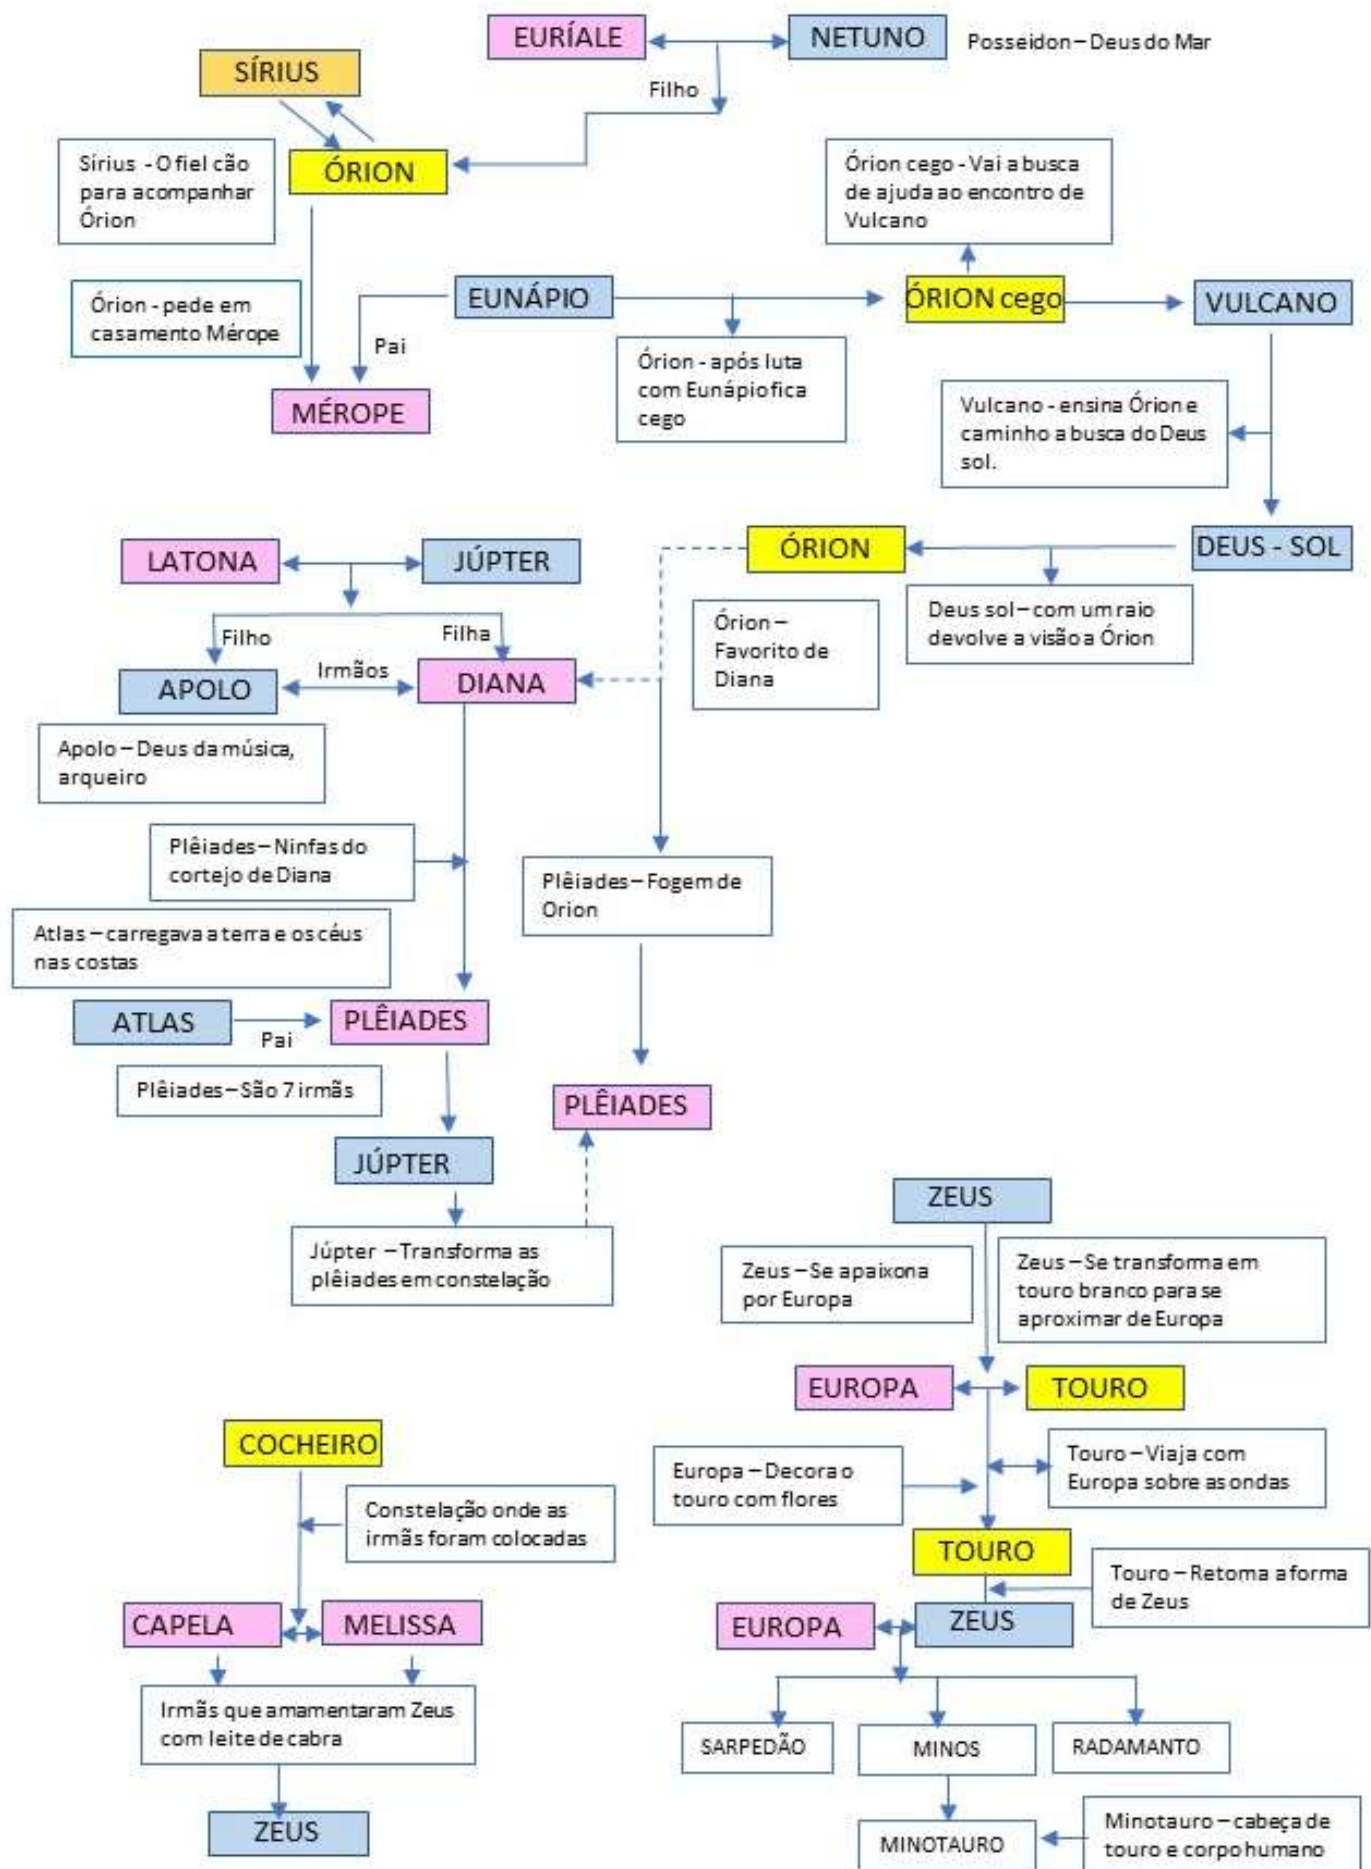 EURÍALE
NETUNO
Posseidon – Deus do Mar
SÍRIUS
Filho
Sírius - O fiel cão
para acompanhar
Órion
ÓRION
Órion cego - Vai a busca
de ajuda ao encontro de
Vulcano
Órion - pede em
casamento Mérope
EUNÁPIO
ÓRION cego
VULCANO
Pai
Órion - após luta
com Eunápio fica
cego
MÉROPE
Vulcano - ensina Órion e
caminho a busca do Deus
sol.
LATONA
JÚPTER
ÓRION
DEUS - SOL
Filho
Filha
Órion –
Favorito de
Diana
Deus sol – com um raio
devolve a visão a Órion
APOLO
Irmãos
DIANA
Apolo – Deus da música,
arqueiro
Plêiades – Ninfas do
cortejo de Diana
Plêiades – Fogem de
Orion
Atlas – carregava a terra e os céus
nas costas
ATLAS
Pai
PLÊIADES
Plêiades – São 7 irmãs
PLÊIADES
JÚPTER
Júpter – Transforma as
plêiades em constelação
ZEUS
Zeus – Se apaixona
por Europa
Zeus – Se transforma em
touro branco para se
aproximar de Europa
EUROPA
TOURO
COCHEIRO
Constelação onde as
irmãs foram colocadas
Europa – Decora o
touro com flores
Touro – Viaja com
Europa sobre as ondas
TOURO
Touro – Retoma a forma
de Zeus
CAPELA
MELISSA
EUROPA
ZEUS
Irmãs que amamentaram Zeus
com leite de cabra
SARPEDÃO
MINOS
RADAMANTO
ZEUS
MINOTAURO
Minotauro – cabeça de
touro e corpo humano